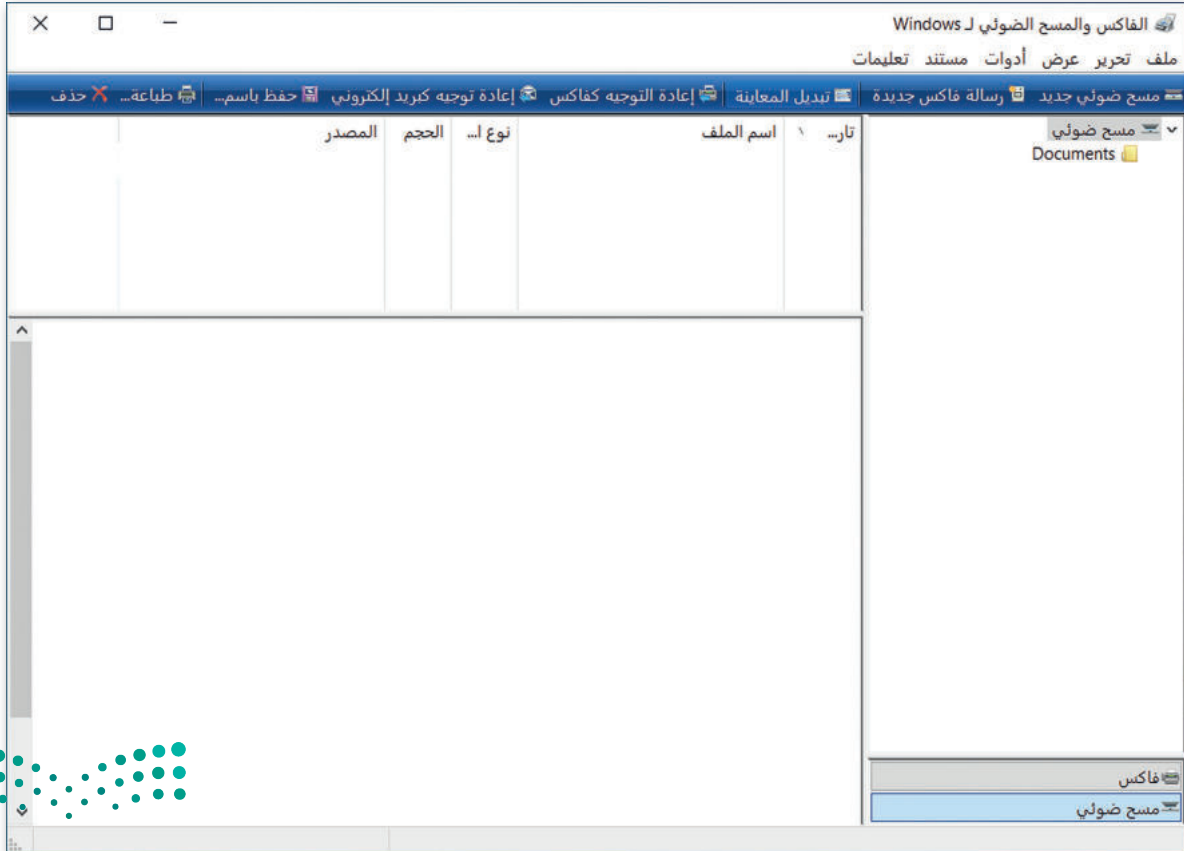 الفاكس والمسح الضوئي لـ Windows
ملف تحرير عرض أدوات مستند تعليمات
مسح ضوئي جديد رسالة فاكس جديدة تبديل المعاينة إعادة التوجيه كفاكس إعادة توجيه كبريد إلكتروني حفظ باسم... طباعة... حذف
مسح ضوئي
Documents
تار... اسم الملف نوع ا... الحجم المصدر
فاكس
مسح ضوئي